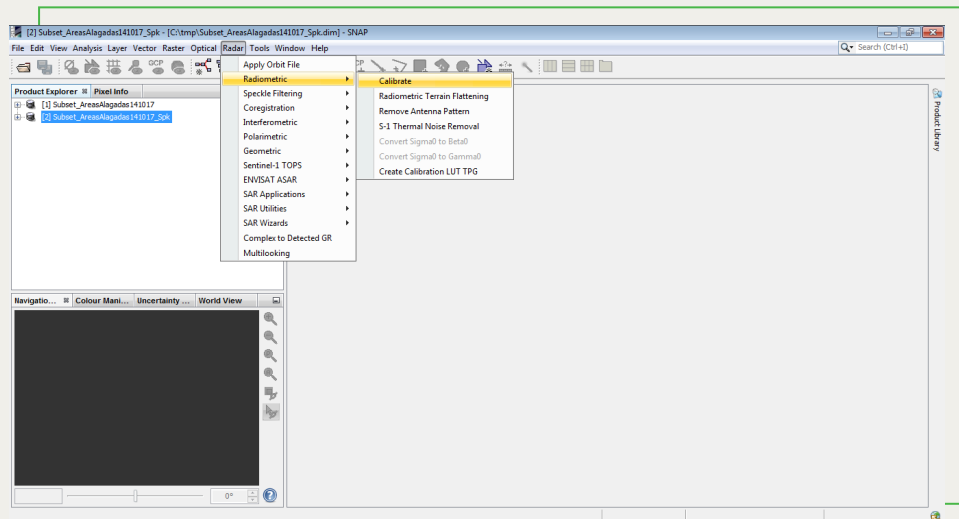 [2] Subset_AreasAlagadas141017_Spk - [C:\tmp\Subset_AreasAlagadas141017_Spk.dim] - SNAP
File Edit View Analysis Layer Vector Raster Optical Radar Tools Window Help
Search (Ctrl+I)
GCP
Apply Orbit File
Radiometric
Speckle Filtering
Coregistration
Interferometric
Polarimetric
Geometric
Sentinel-1 TOPS
ENVISAT ASAR
SAR Applications
SAR Utilities
SAR Wizards
Complex to Detected GR
Multilooking
Calibrate
Radiometric Terrain Flattening
Remove Antenna Pattern
S-1 Thermal Noise Removal
Convert Sigma0 to Beta0
Convert Sigma0 to Gamma0
Create Calibration LUT TPG
Product Explorer Pixel Info
[1] Subset_AreasAlagadas141017
[2] Subset_AreasAlagadas141017_Spk
Product Library
Navigatio... Colour Mani... Uncertainty ... World View
0°